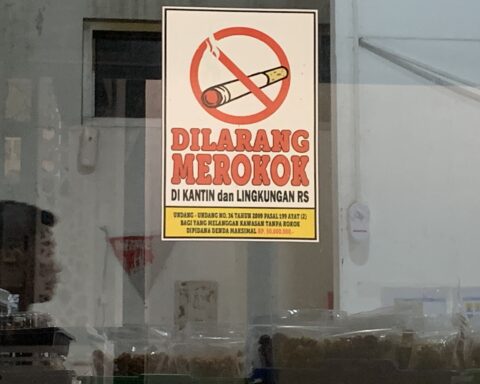 DILARANG
MEROKOK
DI KANTIN dan LINGKUNGAN RS
UNDANG - UNDANG NO. 36 TAHUN 2009 PASAL 199 AYAT (2)
BAGI YANG MELANGGAR KAWASAN TANPA ROKOK
DIPIDANA DENDA MAKSIMAL RP. 50.000.000.-